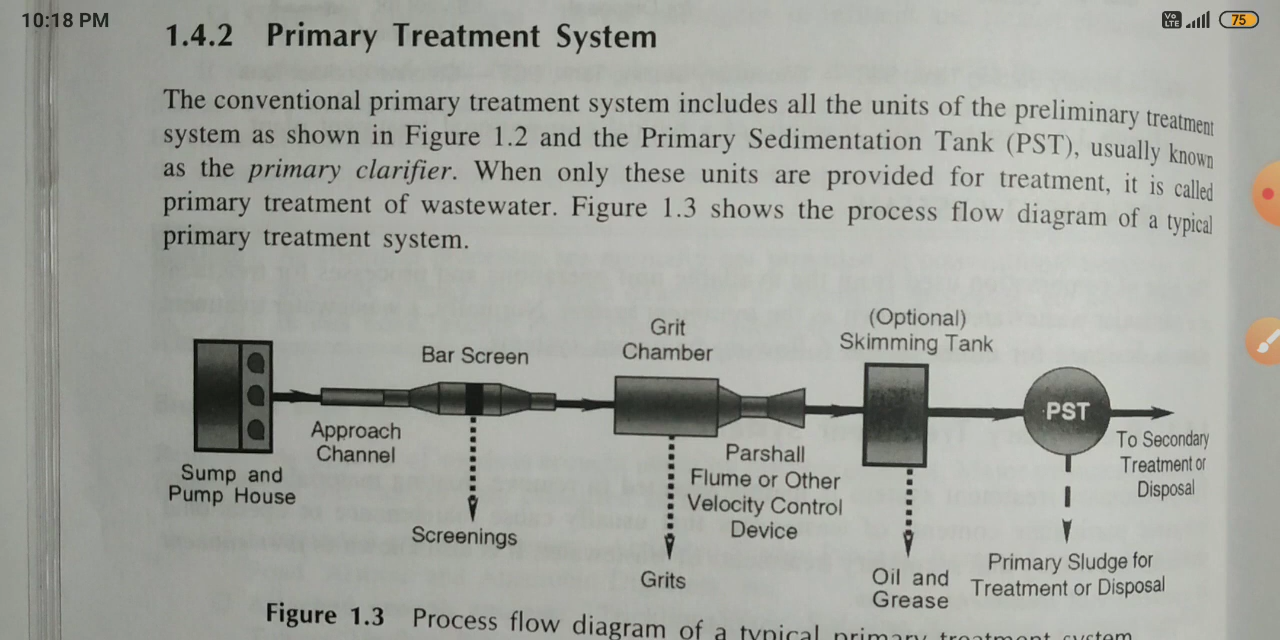 10:18 PM
Vo
LTE
75
1.4.2 Primary Treatment System
The conventional primary treatment system includes all the units of the preliminary treatment
system as shown in Figure 1.2 and the Primary Sedimentation Tank (PST), usually known
as the primary clarifier. When only these units are provided for treatment, it is called
primary treatment of wastewater. Figure 1.3 shows the process flow diagram of a typical
primary treatment system.
Sump and
Pump House
Approach
Channel
Bar Screen
Screenings
Grit
Chamber
Grits
Parshall
Flume or Other
Velocity Control
Device
(Optional)
Skimming Tank
Oil and
Grease
PST
To Secondary
Treatment or
Disposal
Primary Sludge for
Treatment or Disposal
Figure 1.3 Process flow diagram of a typical primary treatment system